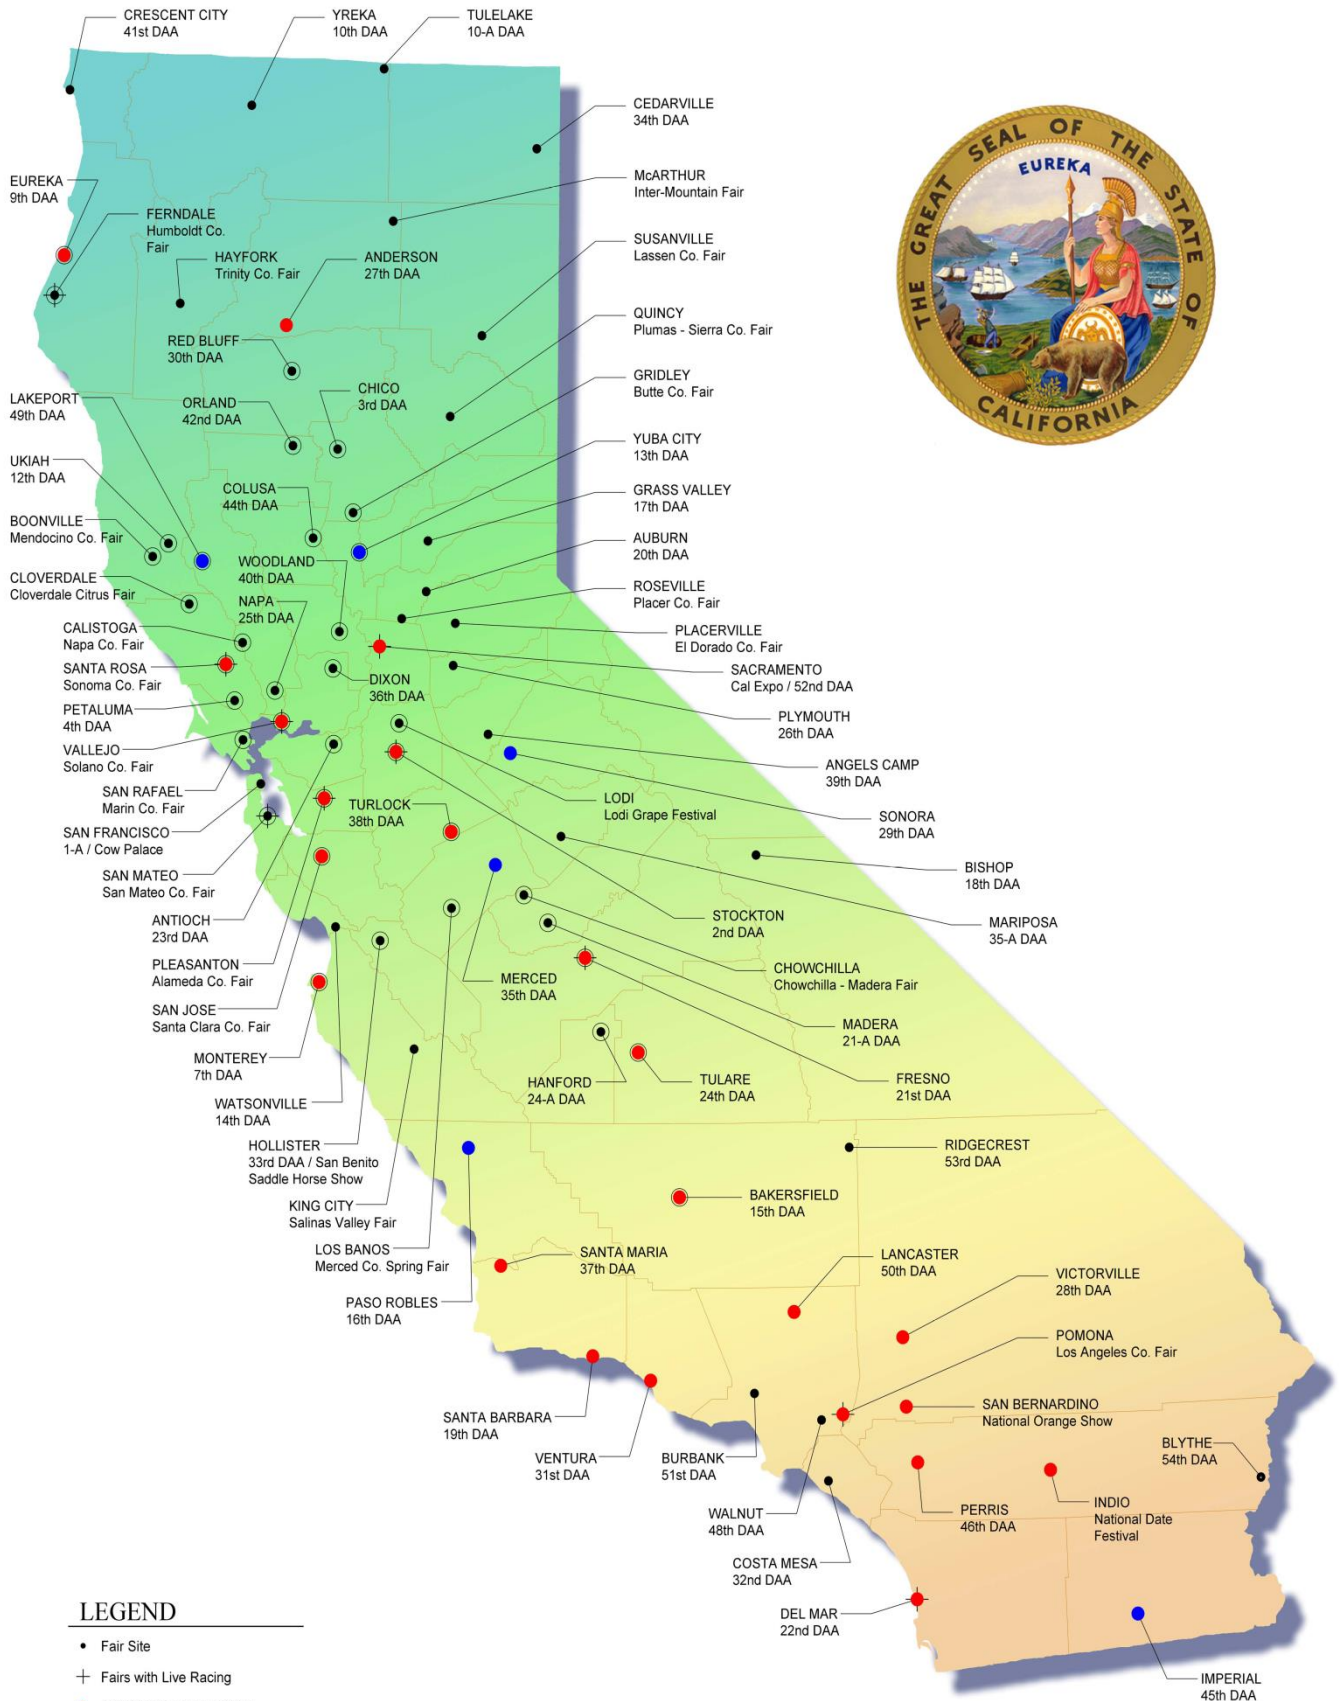 CRESCENT CITY
41st DAA
YREKA
10th DAA
TULELAKE
10-A DAA
CEDARVILLE
34th DAA
McARTHUR
Inter-Mountain Fair
EUREKA
9th DAA
FERNDALE
Humboldt Co.
Fair
HAYFORK
Trinity Co. Fair
ANDERSON
27th DAA
SUSANVILLE
Lassen Co. Fair
QUINCY
Plumas - Sierra Co. Fair
RED BLUFF
30th DAA
GRIDLEY
Butte Co. Fair
LAKEPORT
49th DAA
ORLAND
42nd DAA
CHICO
3rd DAA
YUBA CITY
13th DAA
UKIAH
12th DAA
COLUSA
44th DAA
GRASS VALLEY
17th DAA
BOONVILLE
Mendocino Co. Fair
WOODLAND
40th DAA
AUBURN
20th DAA
CLOVERDALE
Cloverdale Citrus Fair
NAPA
25th DAA
ROSEVILLE
Placer Co. Fair
CALISTOGA
Napa Co. Fair
PLACERVILLE
El Dorado Co. Fair
SANTA ROSA
Sonoma Co. Fair
DIXON
36th DAA
SACRAMENTO
Cal Expo / 52nd DAA
PETALUMA
4th DAA
PLYMOUTH
26th DAA
VALLEJO
Solano Co. Fair
ANGELS CAMP
39th DAA
SAN RAFAEL
Marin Co. Fair
TURLOCK
38th DAA
LODI
Lodi Grape Festival
SONORA
29th DAA
SAN FRANCISCO
1-A / Cow Palace
BISHOP
18th DAA
SAN MATEO
San Mateo Co. Fair
ANTIOCH
23rd DAA
STOCKTON
2nd DAA
MARIPOSA
35-A DAA
PLEASANTON
Alameda Co. Fair
MERCED
35th DAA
CHOWCHILLA
Chowchilla - Madera Fair
SAN JOSE
Santa Clara Co. Fair
MADERA
21-A DAA
MONTEREY
7th DAA
HANFORD
24-A DAA
TULARE
24th DAA
FRESNO
21st DAA
WATSONVILLE
14th DAA
HOLLISTER
33rd DAA / San Benito
Saddle Horse Show
RIDGECREST
53rd DAA
KING CITY
Salinas Valley Fair
BAKERSFIELD
15th DAA
LOS BANOS
Merced Co. Spring Fair
SANTA MARIA
37th DAA
LANCASTER
50th DAA
VICTORVILLE
28th DAA
PASO ROBLES
16th DAA
POMONA
Los Angeles Co. Fair
SANTA BARBARA
19th DAA
SAN BERNARDINO
National Orange Show
VENTURA
31st DAA
BURBANK
51st DAA
BLYTHE
54th DAA
WALNUT
48th DAA
PERRIS
46th DAA
INDIO
National Date
Festival
COSTA MESA
32nd DAA
DEL MAR
22nd DAA
IMPERIAL
45th DAA
THE GREAT SEAL OF THE STATE OF CALIFORNIA
EUREKA
LEGEND
Fair Site
Fairs with Live Racing